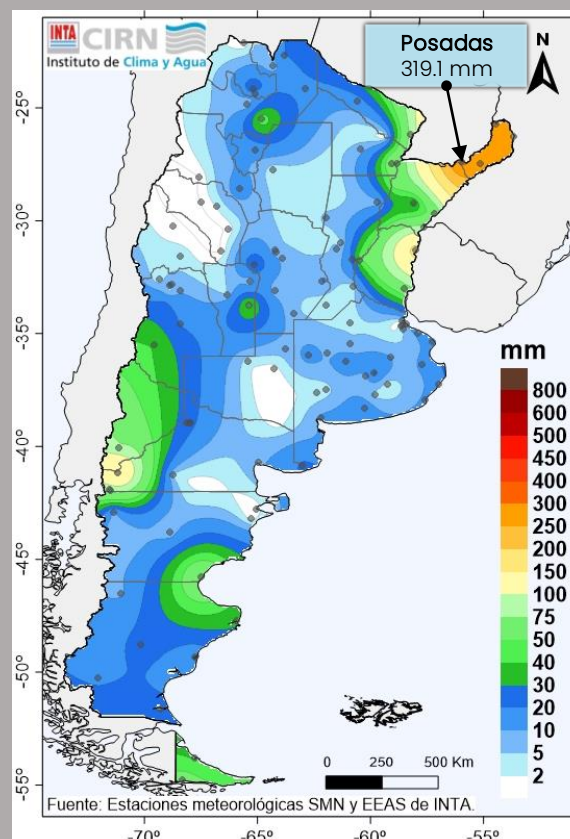 INTA CIRN
Instituto de Clima y Agua
Posadas
319.1 mm
N
-25°
-30°
-35°
-40°
-45°
-50°
-55°
mm
800
600
500
450
400
300
250
200
150
100
75
50
40
30
20
10
5
2
0 250 500 Km
Fuente: Estaciones meteorológicas SMN y EEAS de INTA.
-70° -65° -60° -55°